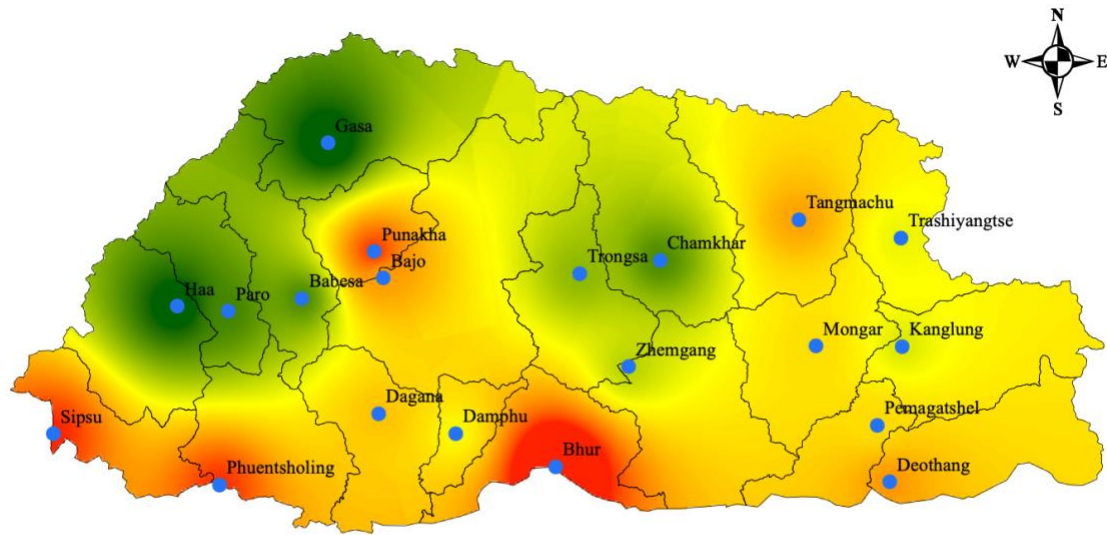 N
W E
S
Gasa
Punakha
Bajo
Haa
Paro
Babesa
Trongsa
Chamkhar
Tangmachu
Trashiyangtse
Zhemgang
Mongar
Kanglung
Sipsu
Dagana
Damphu
Pemagatshel
Phuentsholing
Bhur
Deothang